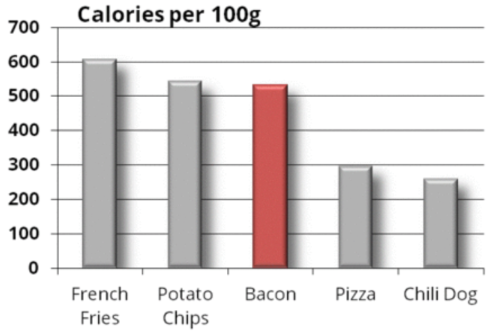 Calories per 100g
700
600
500
400
300
200
100
0
French Fries
Potato Chips
Bacon
Pizza
Chili Dog